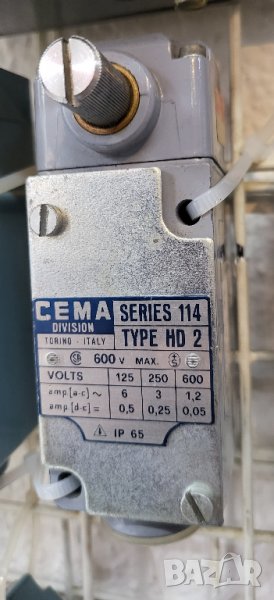 CEMA
DIVISION
TORINO - ITALY
SERIES 114
TYPE HD 2
600 V MAX.
VOLTS 125 250 600
amp.(a-c) ~ 6 3 1,2
amp.(d-c) = 0,5 0,25 0,05
IP 65
BAZAR